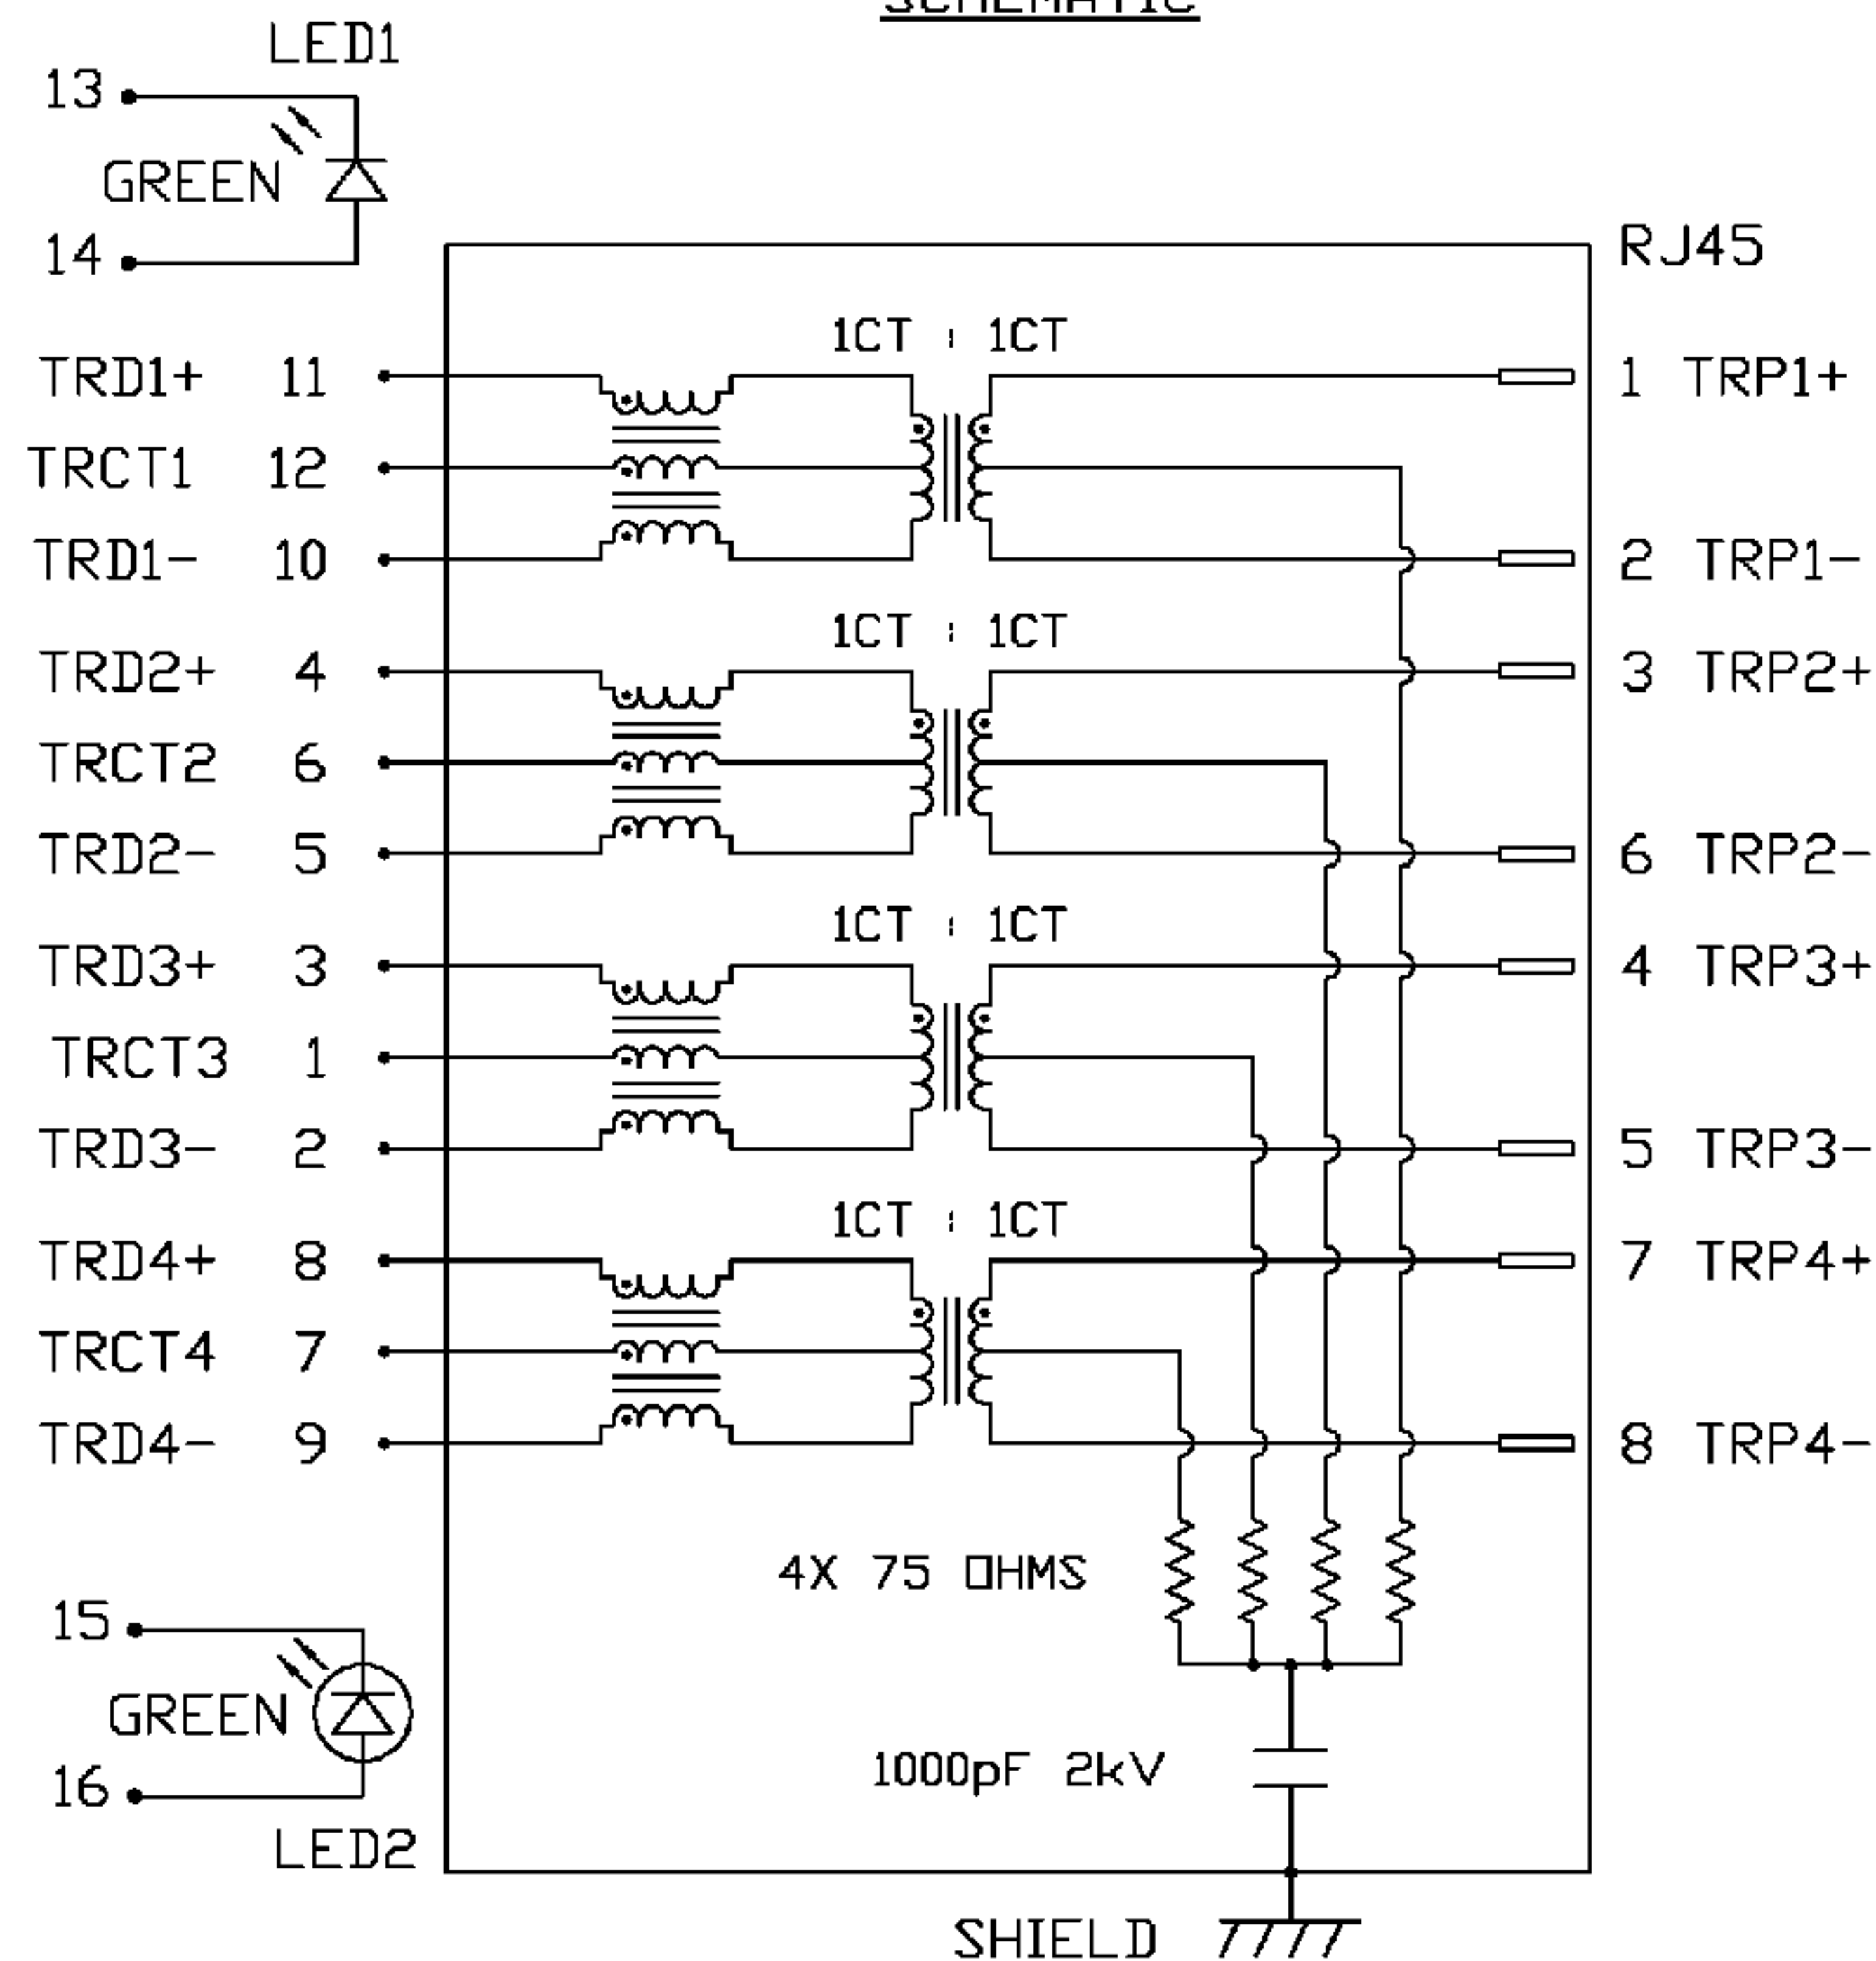 SCHEMATIC
LED1
13
GREEN
14
RJ45
1CT : 1CT
TRD1+ 11
1 TRP1+
TRCT1 12
TRD1- 10
2 TRP1-
1CT : 1CT
TRD2+ 4
3 TRP2+
TRCT2 6
TRD2- 5
6 TRP2-
1CT : 1CT
TRD3+ 3
4 TRP3+
TRCT3 1
TRD3- 2
5 TRP3-
1CT : 1CT
TRD4+ 8
7 TRP4+
TRCT4 7
TRD4- 9
8 TRP4-
4X 75 OHMS
15
GREEN
16
LED2
1000pF 2kV
SHIELD